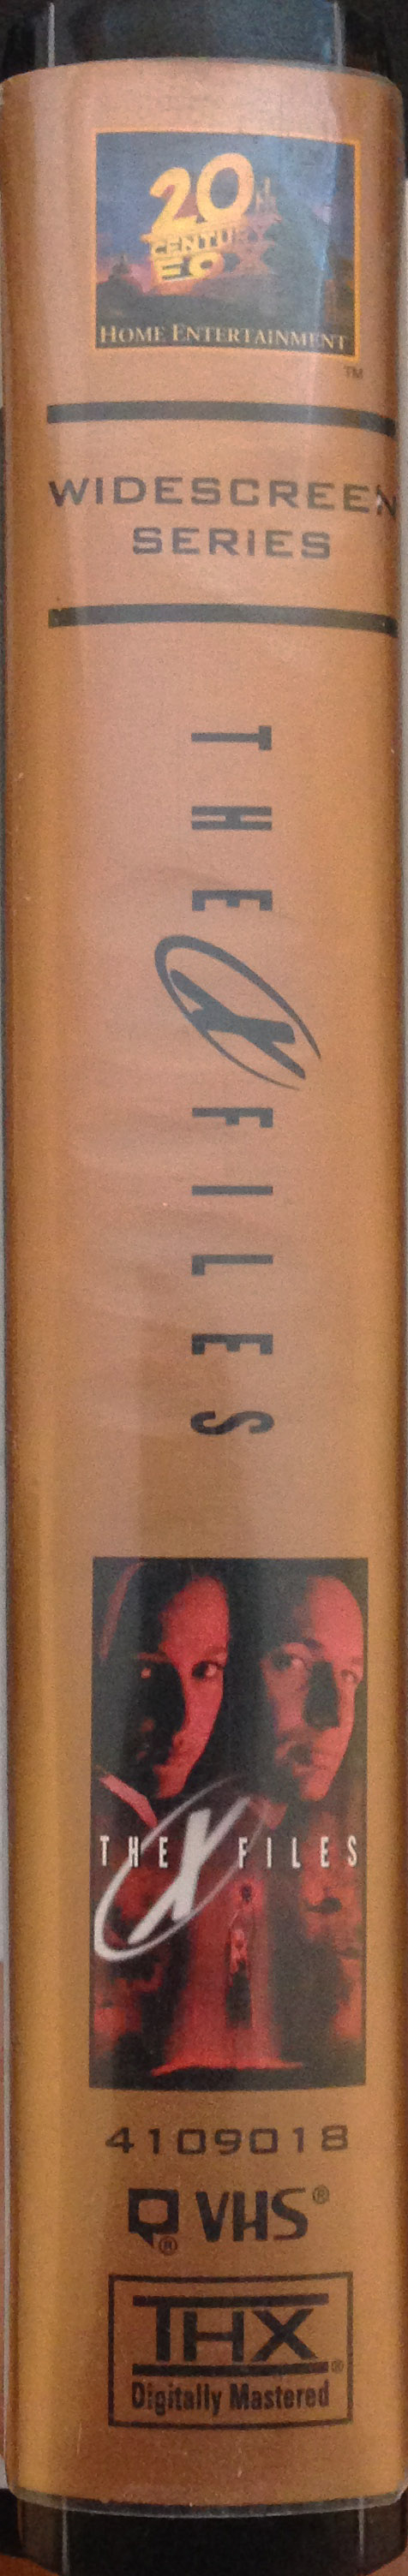 20th
CENTURY
FOX
HOME ENTERTAINMENT
TM
WIDESCREEN
SERIES
THE X FILES
THE X FILES
4109018
® VHS®
THX®
Digitally Mastered